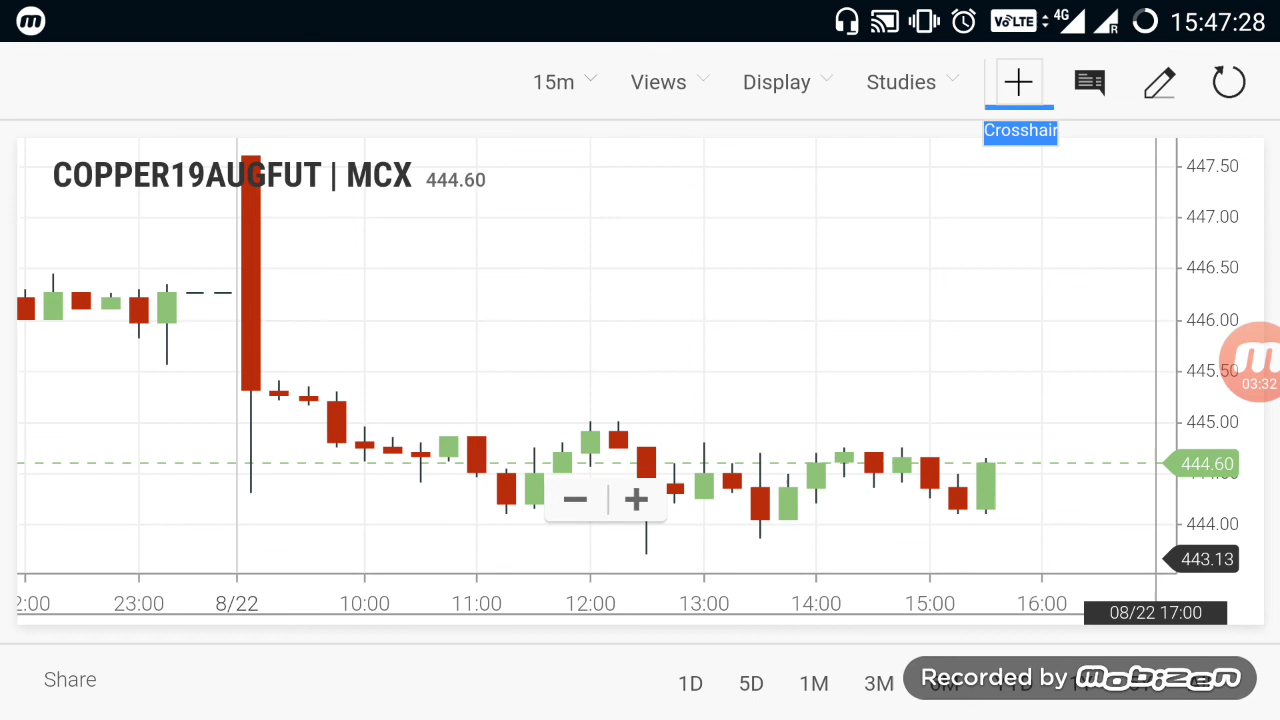 m VoLTE 4G R 15:47:28
15m Views Display Studies
Crosshair
COPPER19AUGFUT | MCX 444.60
447.50
447.00
446.50
446.00
445.50
03:32
445.00
444.60
444.00
443.13
23:00 8/22 10:00 11:00 12:00 13:00 14:00 15:00 16:00
08/22 17:00
Share 1D 5D 1M 3M
Recorded by mobizen